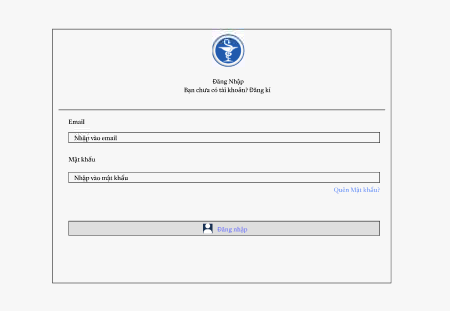 Đăng Nhập
Bạn chưa có tài khoản? Đăng kí
Email
Nhập vào email
Mật khẩu
Nhập vào mật khẩu
Quên Mật khẩu?
Đăng nhập